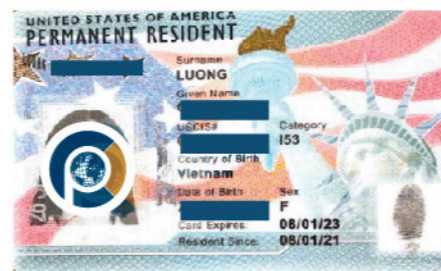 UNITED STATES OF AMERICA
PERMANENT RESIDENT
Surname
LUONG
Given Name
USCIS#
Category
I53
Country of Birth
Vietnam
Date of Birth
Sex
F
Card Expires: 08/01/23
Resident Since: 08/01/21